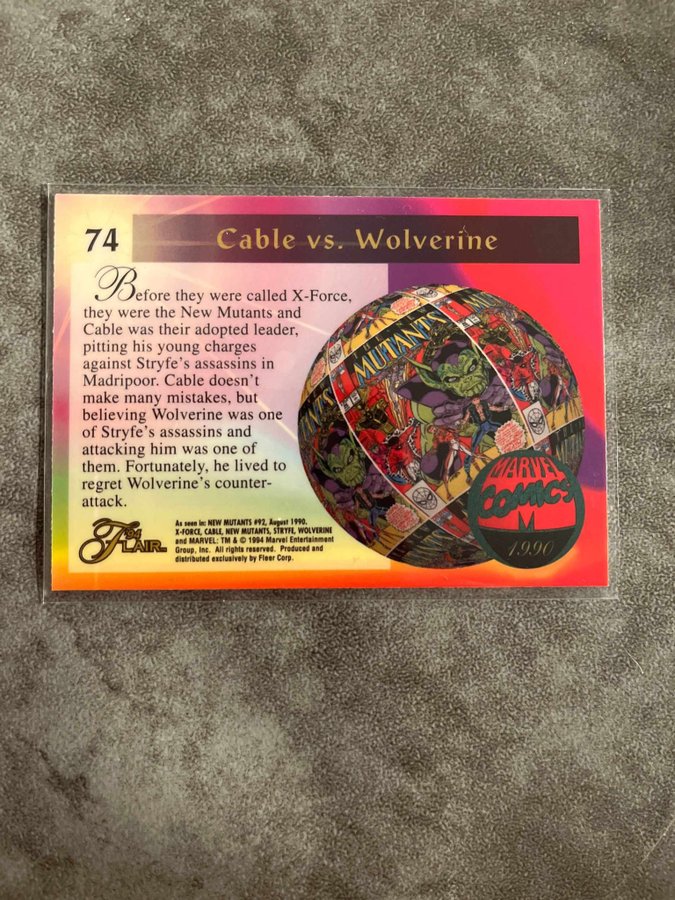 74
Cable vs. Wolverine
Before they were called X-Force,
they were the New Mutants and
Cable was their adopted leader,
pitting his young charges
against Stryfe's assassins in
Madripoor. Cable doesn't
make many mistakes, but
believing Wolverine was one
of Stryfe's assassins and
attacking him was one of
them. Fortunately, he lived to
regret Wolverine's counter-
attack.
MUTANTS
MARVEL
COMICS
M
1990
'94
FLAIR
As seen in: NEW MUTANTS #92, August 1990.
X-FORCE, CABLE, NEW MUTANTS, STRYFE, WOLVERINE
and MARVEL: TM & © 1994 Marvel Entertainment
Group, Inc. All rights reserved. Produced and
distributed exclusively by Fleer Corp.